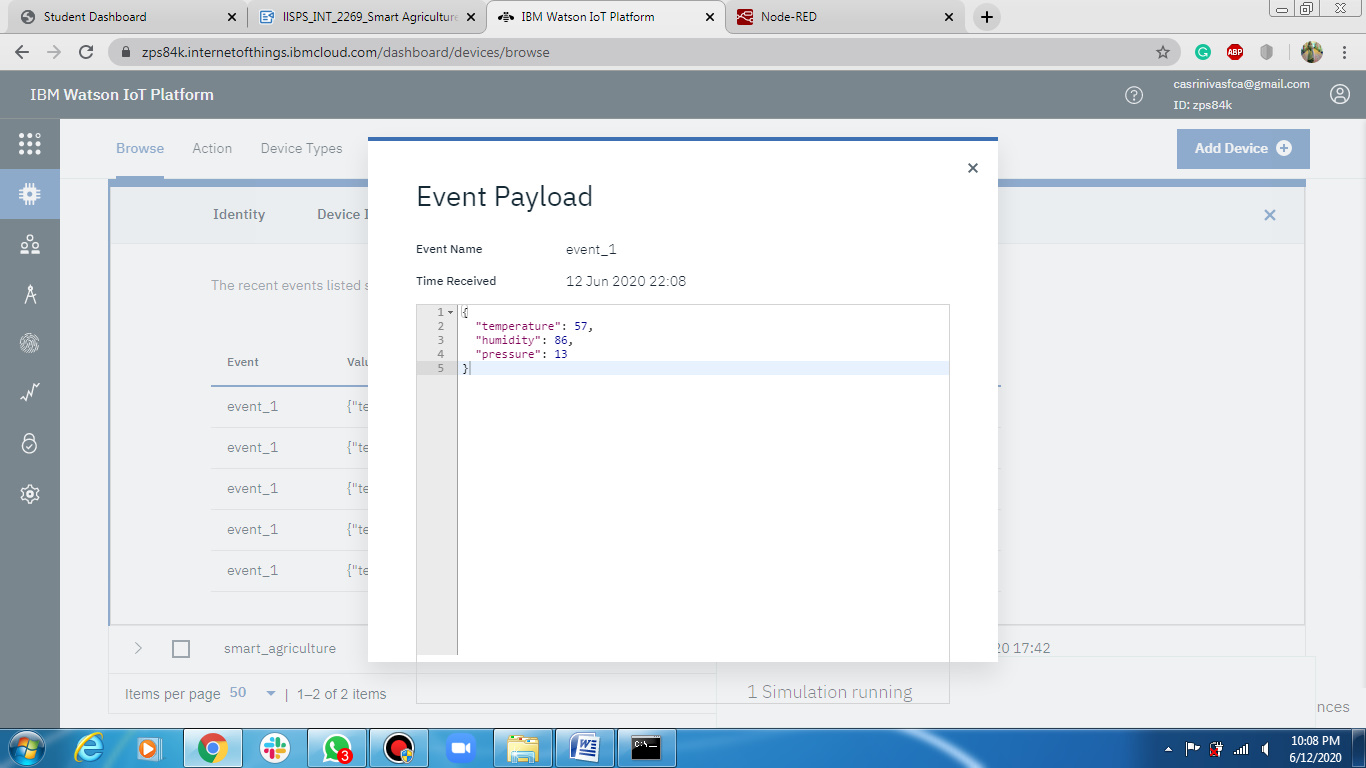 Student Dashboard
IISPS_INT_2269_Smart Agriculture
IBM Watson IoT Platform
Node-RED
zps84k.internetofthings.ibmcloud.com/dashboard/devices/browse
ABP
IBM Watson IoT Platform
casrinivasfca@gmail.com
ID: zps84k
Browse Action Device Types
Add Device
Identity Device I
The recent events listed s
Event Valu
event_1 {"te
event_1 {"te
event_1 {"te
event_1 {"te
event_1 {"te
Event Payload
Event Name event_1
Time Received 12 Jun 2020 22:08
1 {
2 "temperature": 57,
3 "humidity": 86,
4 "pressure": 13
5 }
smart_agriculture 20 17:42
Items per page 50 | 1–2 of 2 items
1 Simulation running
nces
3
C:\._
10:08 PM
6/12/2020